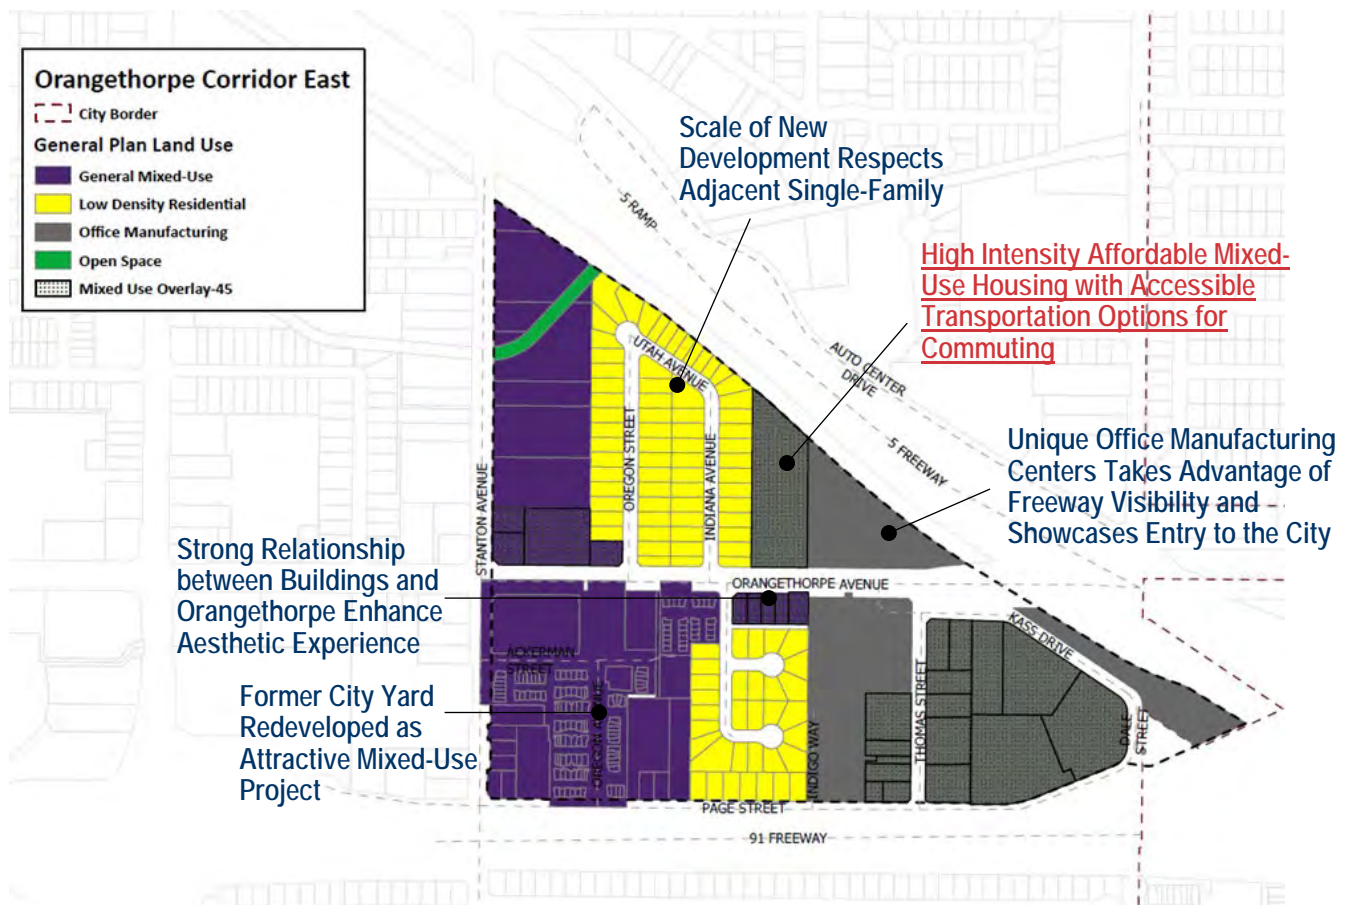 Orangethorpe Corridor East
City Border
General Plan Land Use
General Mixed-Use
Low Density Residential
Office Manufacturing
Open Space
Mixed Use Overlay-45
Scale of New
Development Respects
Adjacent Single-Family
High Intensity Affordable Mixed-
Use Housing with Accessible
Transportation Options for
Commuting
Unique Office Manufacturing
Centers Takes Advantage of
Freeway Visibility and
Showcases Entry to the City
Strong Relationship
between Buildings and
Orangethorpe Enhance
Aesthetic Experience
Former City Yard
Redeveloped as
Attractive Mixed-Use
Project
5 RAMP
AUTO CENTER
DRIVE
5 FREEWAY
UTAH AVENUE
OREGON STREET
INDIANA AVENUE
STANTON AVENUE
ORANGETHORPE AVENUE
KASS DRIVE
ACKERMAN
STREET
OREGON AVENUE
INDIGO WAY
THOMAS STREET
DALE
STREET
PAGE STREET
91 FREEWAY